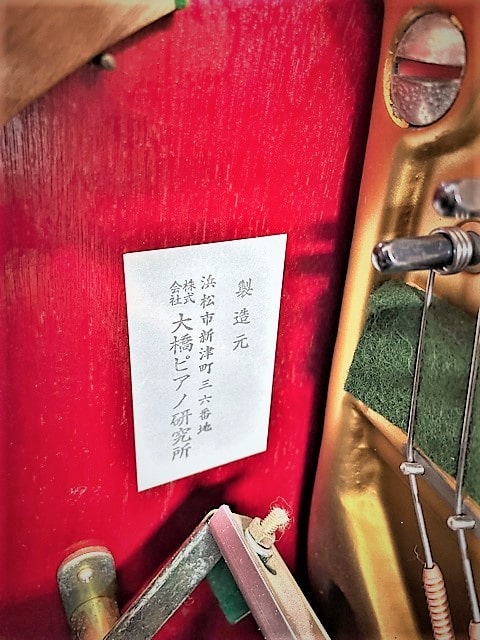 製造元
浜松市新津町三六番地
株式会社 大橋ピアノ研究所